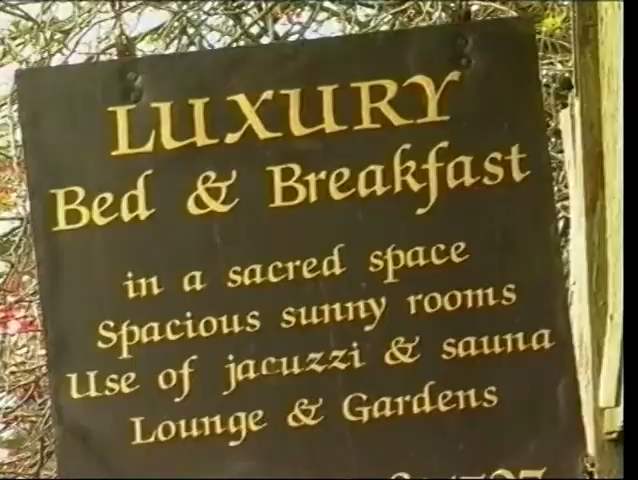 LUXURY
Bed & Breakfast
in a sacred space
Spacious sunny rooms
Use of jacuzzi & sauna
Lounge & Gardens